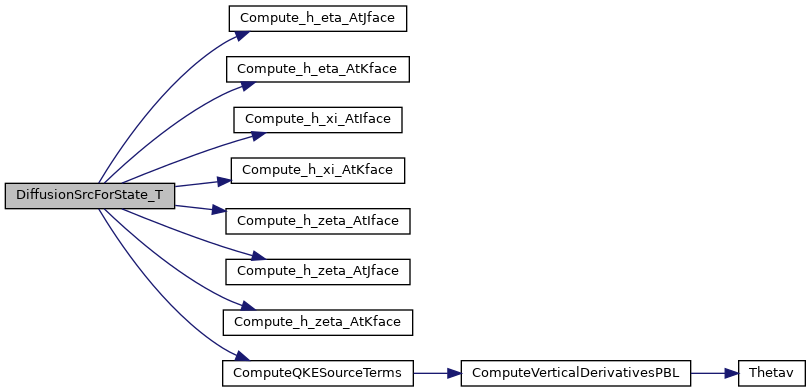 Compute_h_eta_AtJface
Compute_h_eta_AtKface
Compute_h_xi_AtIface
Compute_h_xi_AtKface
DiffusionSrcForState_T
Compute_h_zeta_AtIface
Compute_h_zeta_AtJface
Compute_h_zeta_AtKface
ComputeQKESourceTerms
ComputeVerticalDerivativesPBL
Thetav